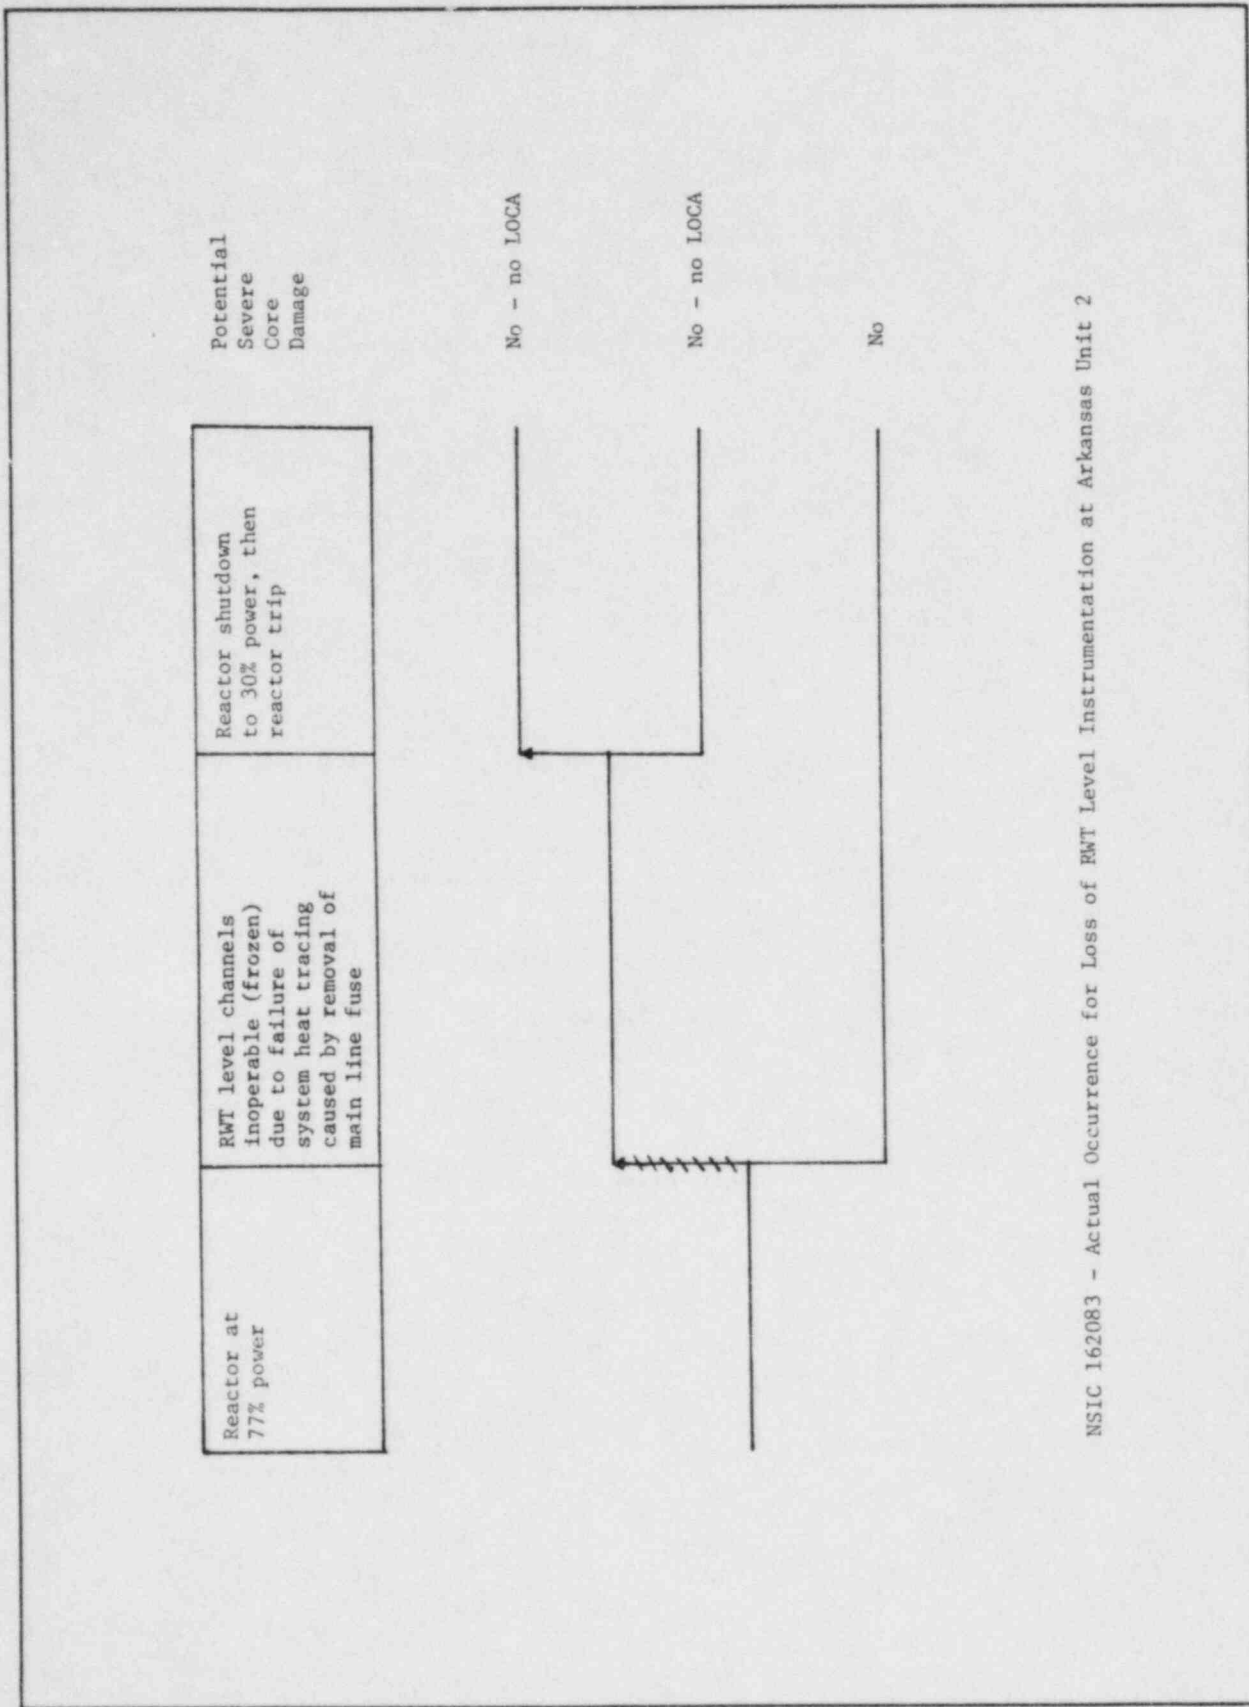 Reactor at
77% power
RWT level channels
inoperable (frozen)
due to failure of
system heat tracing
caused by removal of
main line fuse
Reactor shutdown
to 30% power, then
reactor trip
Potential
Severe
Core
Damage
No - no LOCA
No - no LOCA
No
NSIC 162083 - Actual Occurrence for Loss of RWT Level Instrumentation at Arkansas Unit 2